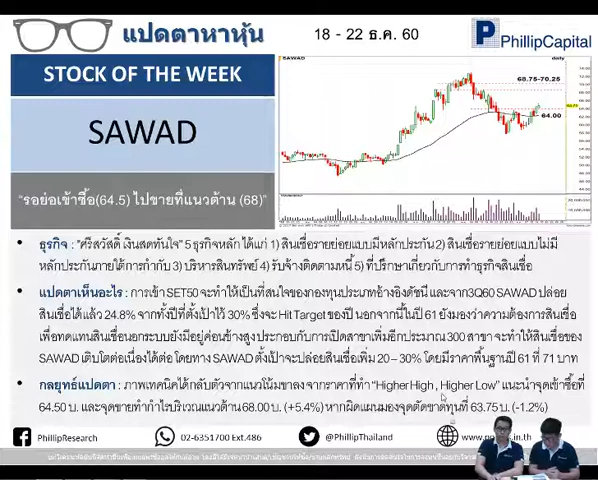 แปดตาหาหุ้น
18 - 22 ธ.ค. 60
PhillipCapital
STOCK OF THE WEEK
SAWAD
"รอย่อเข้าซื้อ(64.5) ไปขายที่แนวต้าน (68)"
SAWAD
daily
68.75-70.25
64.00
• ธุรกิจ : "ศรีสวัสดิ์ เงินสดทันใจ" 5 ธุรกิจหลัก ได้แก่ 1) สินเชื่อรายย่อยแบบมีหลักประกัน 2) สินเชื่อรายย่อยแบบไม่มี
หลักประกันภายใต้การกำกับ 3) บริหารสินทรัพย์ 4) รับจ้างติดตามหนี้ 5) ที่ปรึกษาเกี่ยวกับการทำธุรกิจสินเชื่อ
• แปดตาเห็นอะไร : การเข้า SET50 จะทำให้เป็นที่สนใจของกองทุนประเภทอ้างอิงดัชนี และจาก3Q60 SAWAD ปล่อย
สินเชื่อได้แล้ว 24.8% จากทั้งปีที่ตั้งเป้าไว้ 30% ซึ่งจะ Hit Target ของปี นอกจากนี้ในปี 61 ยังมองว่าความต้องการสินเชื่อ
เพื่อทดแทนสินเชื่อนอกระบบยังมีอยู่ค่อนข้างสูง ประกอบกับการเปิดสาขาเพิ่มอีกประมาณ 300 สาขา จะทำให้สินเชื่อของ
SAWAD เติบโตต่อเนื่องได้ต่อ โดยทาง SAWAD ตั้งเป้าจะปล่อยสินเชื่อเพิ่ม 20 – 30% โดยมีราคาพื้นฐานปี 61 ที่ 71 บาท
• กลยุทธ์แปดตา : ภาพเทคนิคได้กลับตัวจากแนวโน้มขาลงจากราคาที่ทำ "Higher High , Higher Low" แนะนำจุดเข้าซื้อที่
64.50 บ. และจุดขายทำกำไรบริเวณแนวต้าน 68.00 บ. (+5.4%) หากผิดแผนมองจุดตัดขาดทุนที่ 63.75 บ. (-1.2%)
PhillipResearch
02-6351700 Ext.486
@PhillipThailand